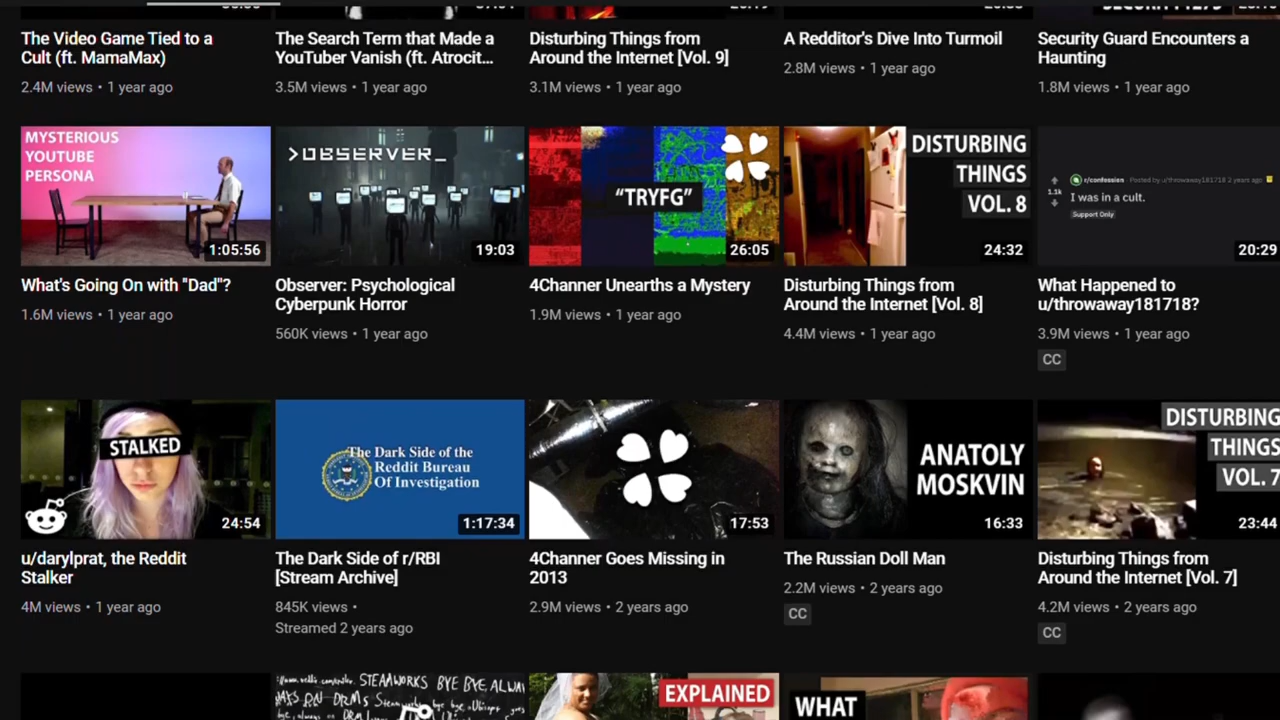 The Video Game Tied to a
Cult (ft. MamaMax)
2.4M views • 1 year ago
The Search Term that Made a
YouTuber Vanish (ft. Atrocit...
3.5M views • 1 year ago
Disturbing Things from
Around the Internet [Vol. 9]
3.1M views • 1 year ago
A Redditor's Dive Into Turmoil
2.8M views • 1 year ago
Security Guard Encounters a
Haunting
1.8M views • 1 year ago
MYSTERIOUS
YOUTUBE
PERSONA
1:05:56
What's Going On with "Dad"?
1.6M views • 1 year ago
>OBSERVER_
19:03
Observer: Psychological
Cyberpunk Horror
560K views • 1 year ago
“TRYFG”
26:05
4Channer Unearths a Mystery
1.9M views • 1 year ago
DISTURBING
THINGS
VOL. 8
24:32
Disturbing Things from
Around the Internet [Vol. 8]
4.4M views • 1 year ago
r/confession · Posted by u/throwaway181718 2 years ago
1.1k
I was in a cult.
Support Only
20:29
What Happened to
u/throwaway181718?
3.9M views • 1 year ago
CC
STALKED
24:54
u/darylprat, the Reddit
Stalker
4M views • 1 year ago
The Dark Side of the
Reddit Bureau
Of Investigation
1:17:34
The Dark Side of r/RBI
[Stream Archive]
845K views •
Streamed 2 years ago
17:53
4Channer Goes Missing in
2013
2.9M views • 2 years ago
ANATOLY
MOSKVIN
16:33
The Russian Doll Man
2.2M views • 2 years ago
CC
DISTURBING
THINGS
VOL. 7
23:44
Disturbing Things from
Around the Internet [Vol. 7]
4.2M views • 2 years ago
CC
STEAMWORKS BYE BYE, ALWAY
EXPLAINED
WHAT